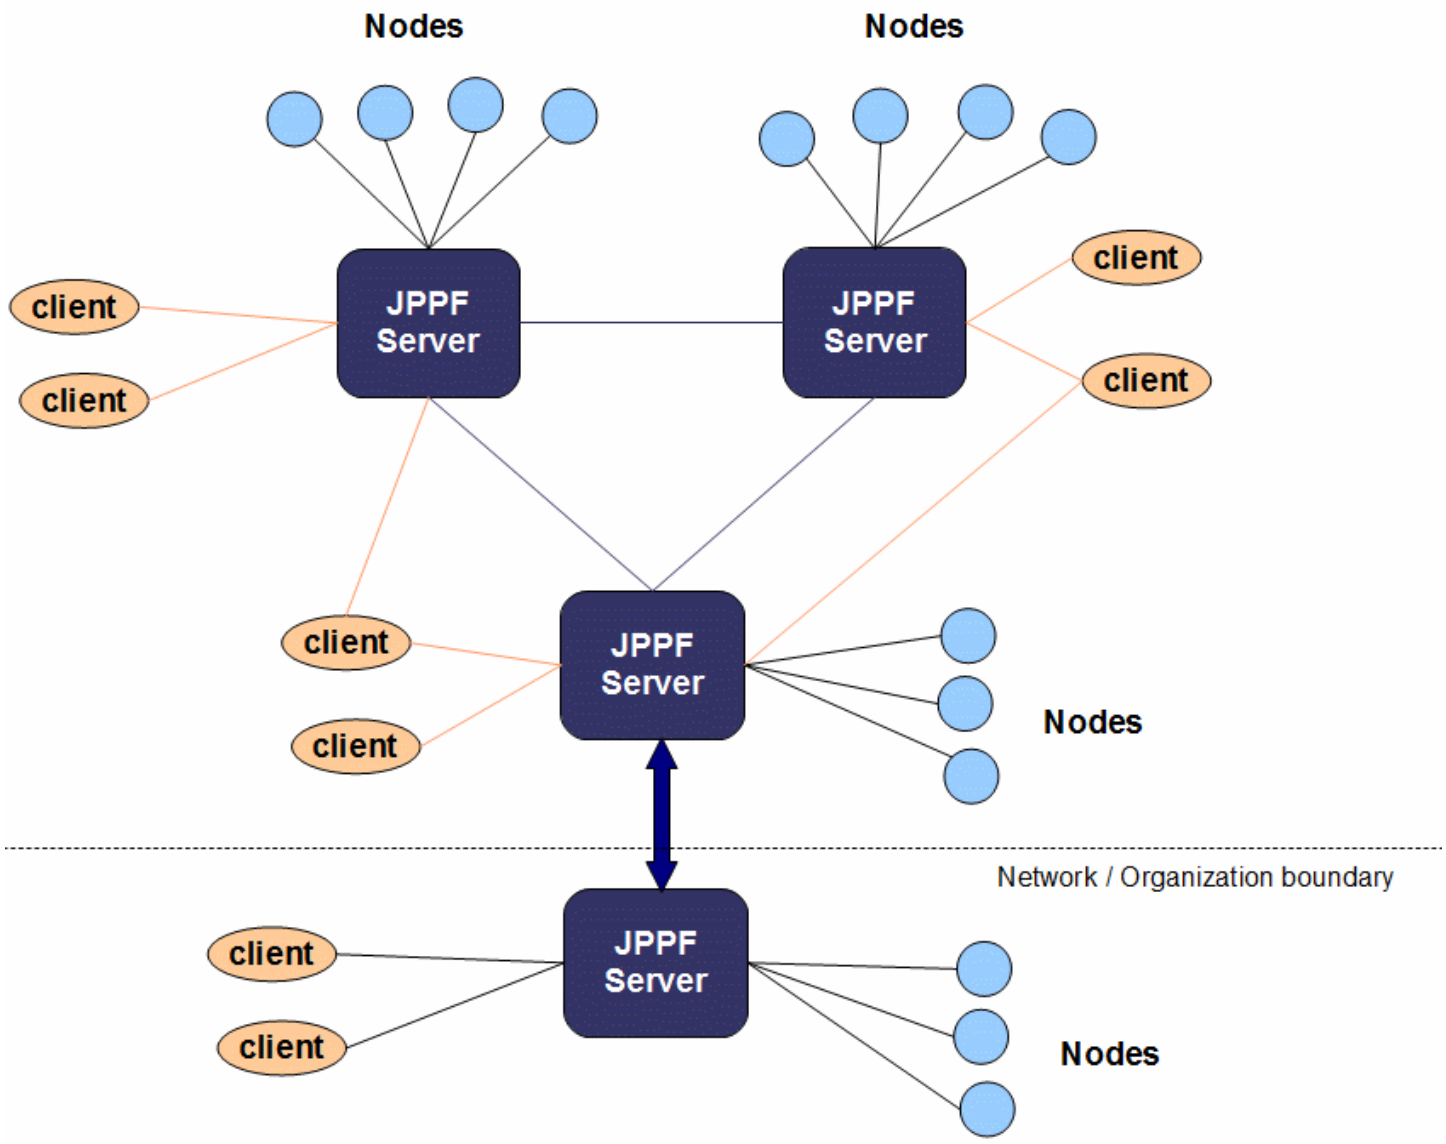 Nodes
Nodes
client
JPPF
Server
JPPF
Server
client
client
client
client
JPPF
Server
client
Nodes
Network / Organization boundary
client
JPPF
Server
client
Nodes